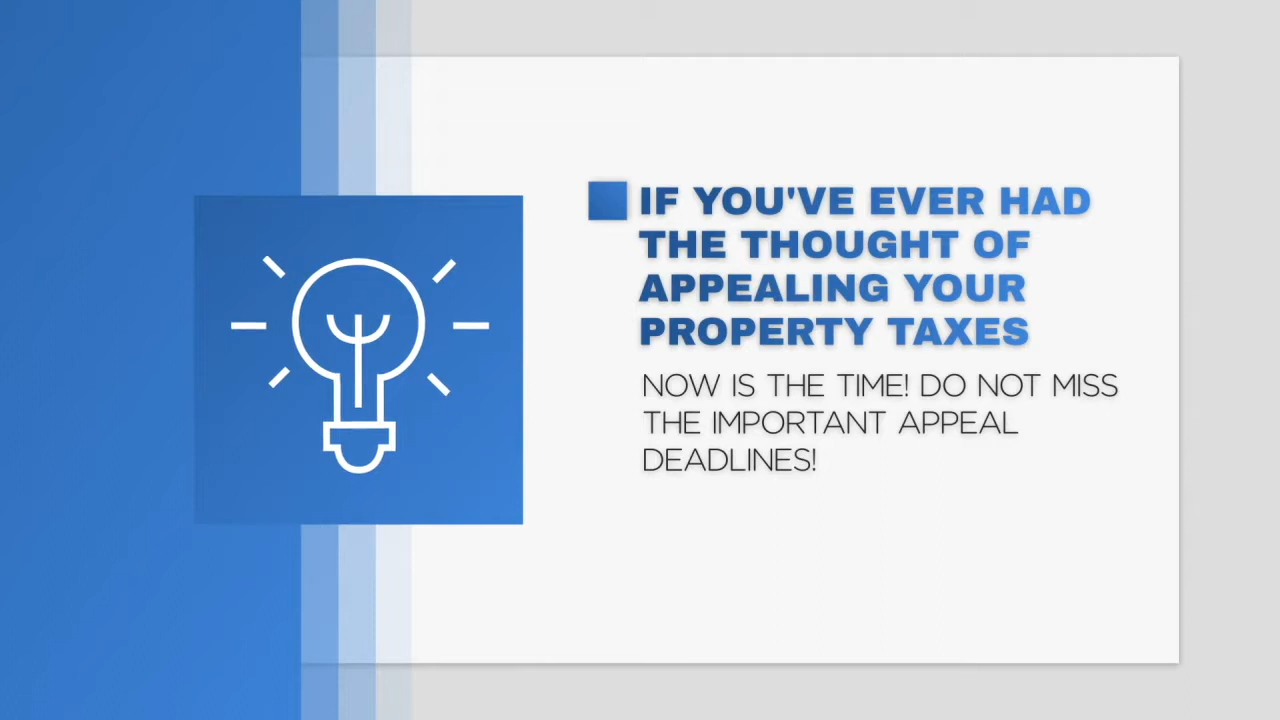 IF YOU'VE EVER HAD
THE THOUGHT OF
APPEALING YOUR
PROPERTY TAXES
NOW IS THE TIME! DO NOT MISS
THE IMPORTANT APPEAL
DEADLINES!